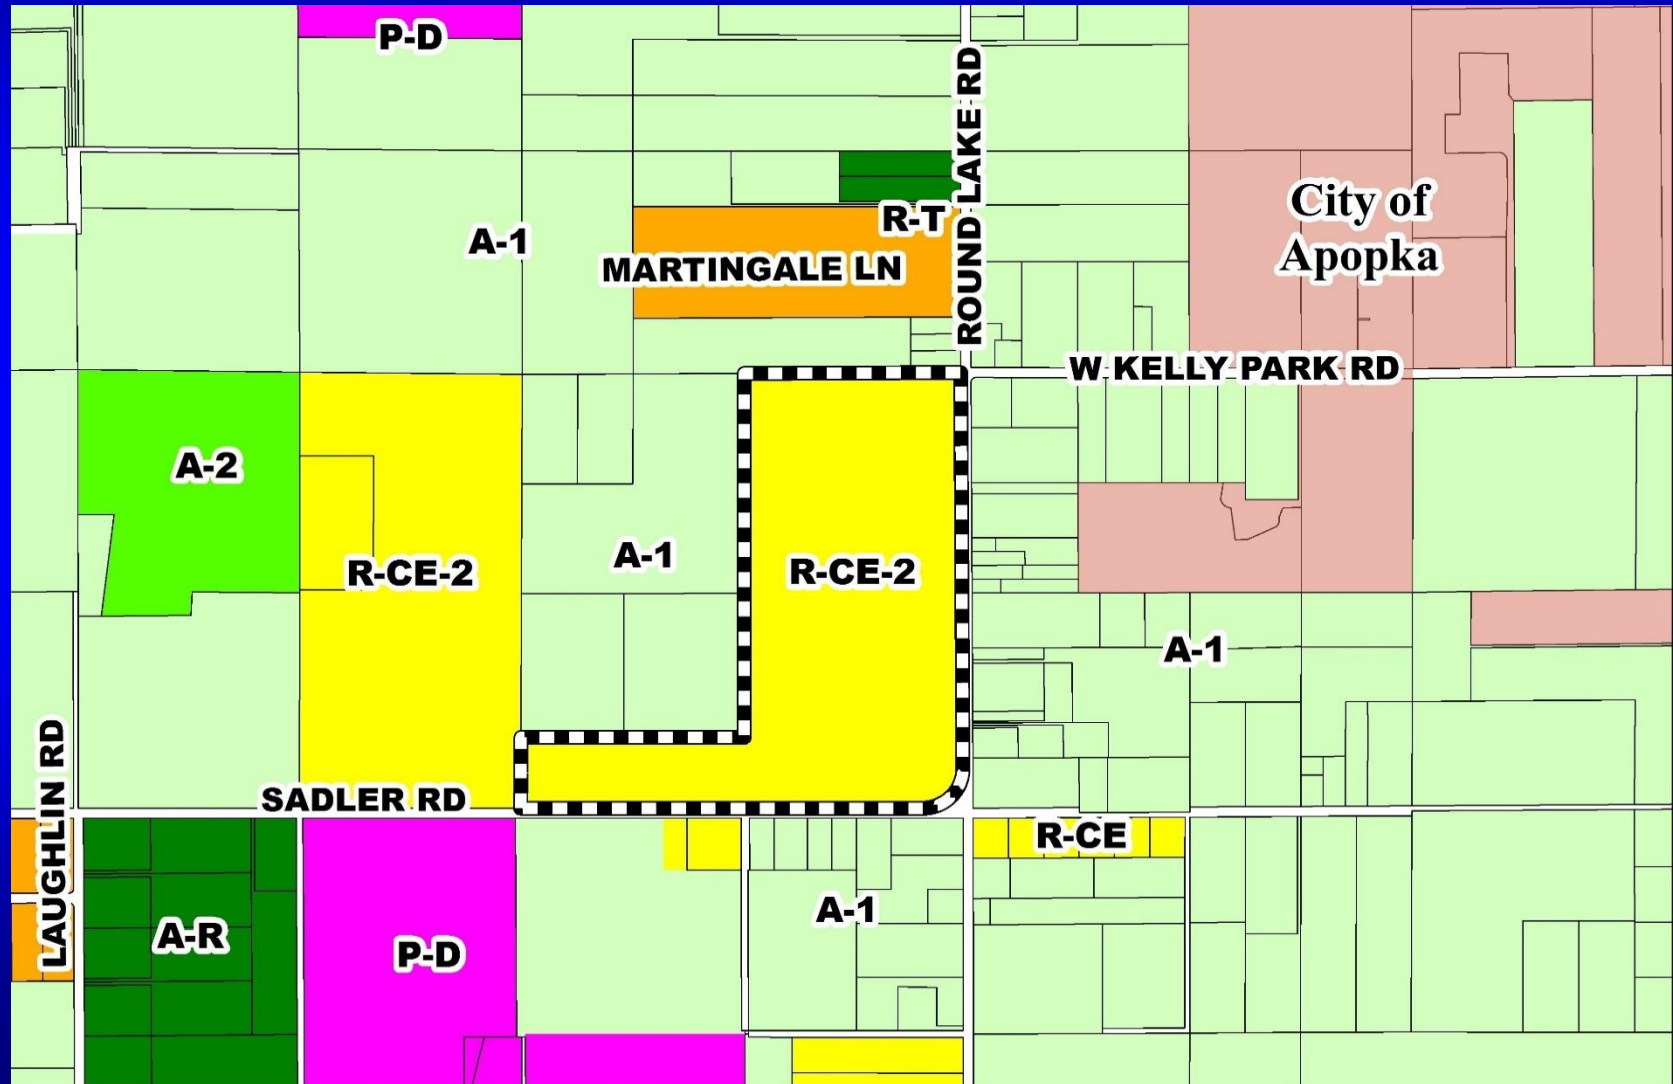 P-D
ROUND LAKE RD
City of
Apopka
R-T
A-1
MARTINGALE LN
W KELLY PARK RD
A-2
R-CE-2
A-1
R-CE-2
A-1
LAUGHLIN RD
SADLER RD
R-CE
A-R
P-D
A-1